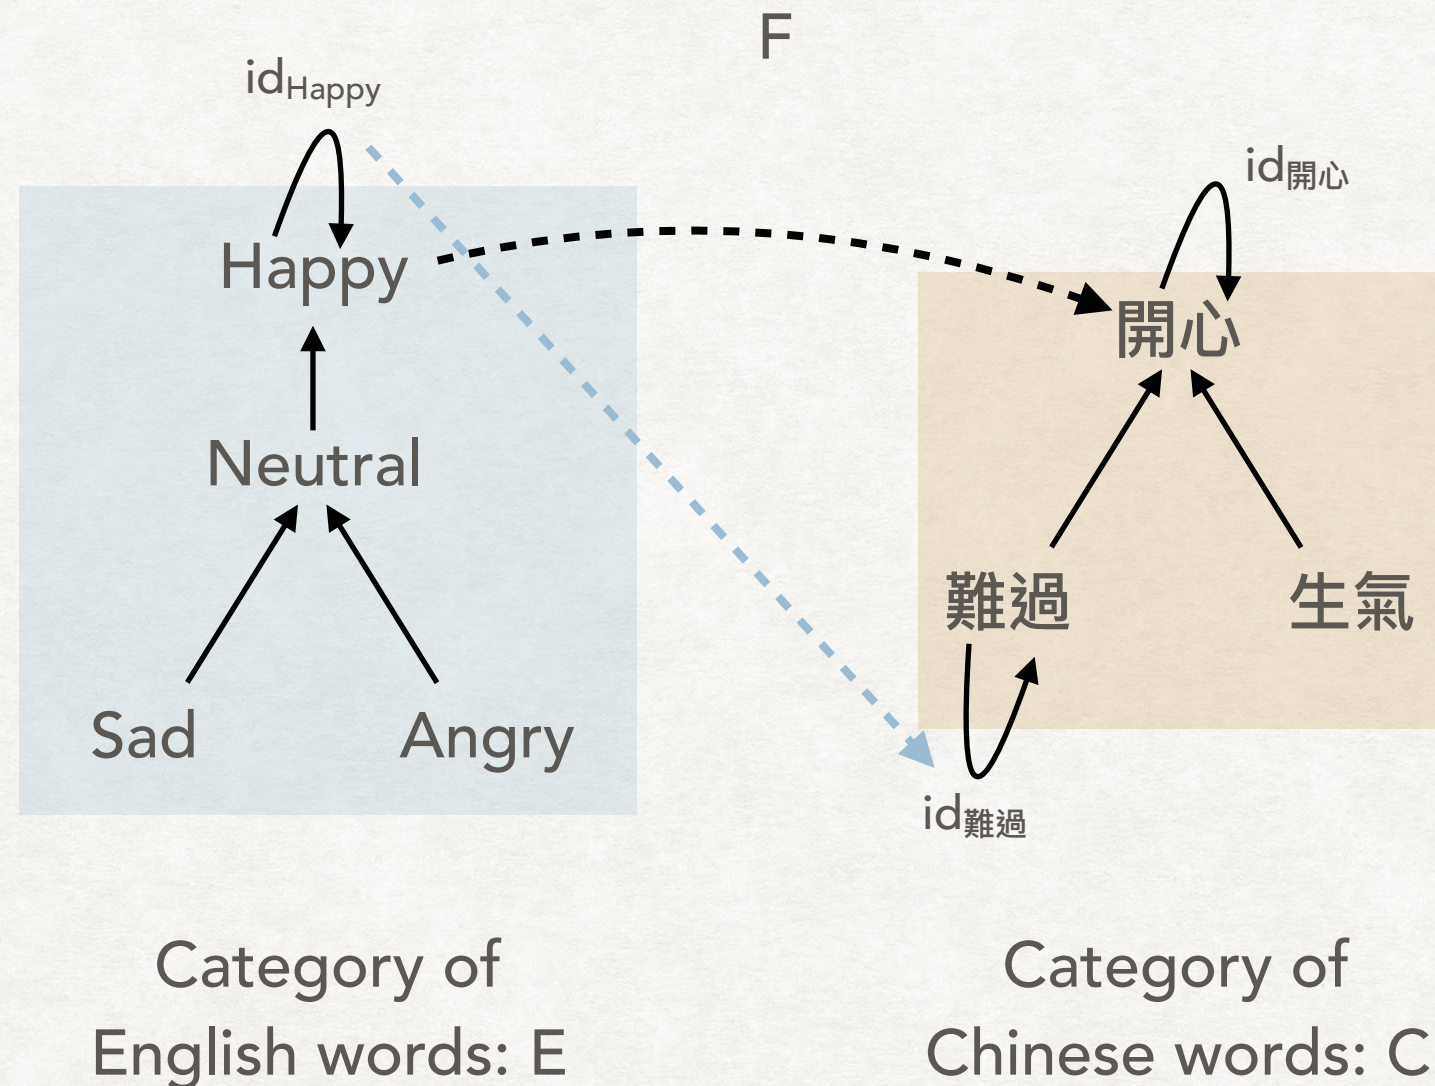 F
idHappy
id開心
Happy
開心
Neutral
難過
生氣
Sad
Angry
id難過
Category of
English words: E
Category of
Chinese words: C